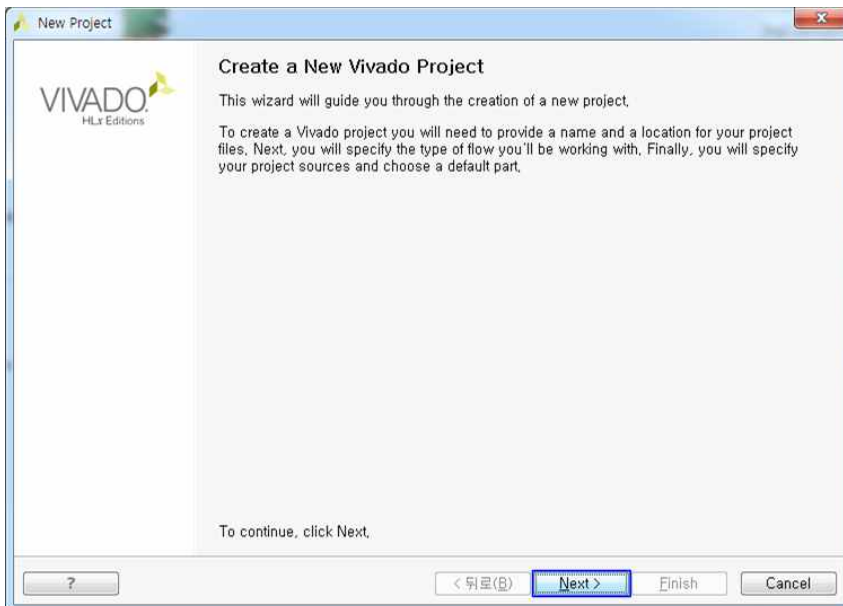 New Project
VIVADO.
HLx Editions
Create a New Vivado Project
This wizard will guide you through the creation of a new project,
To create a Vivado project you will need to provide a name and a location for your project
files, Next, you will specify the type of flow you'll be working with, Finally, you will specify
your project sources and choose a default part,
To continue, click Next,
?
< 뒤로(B)
Next >
Finish
Cancel